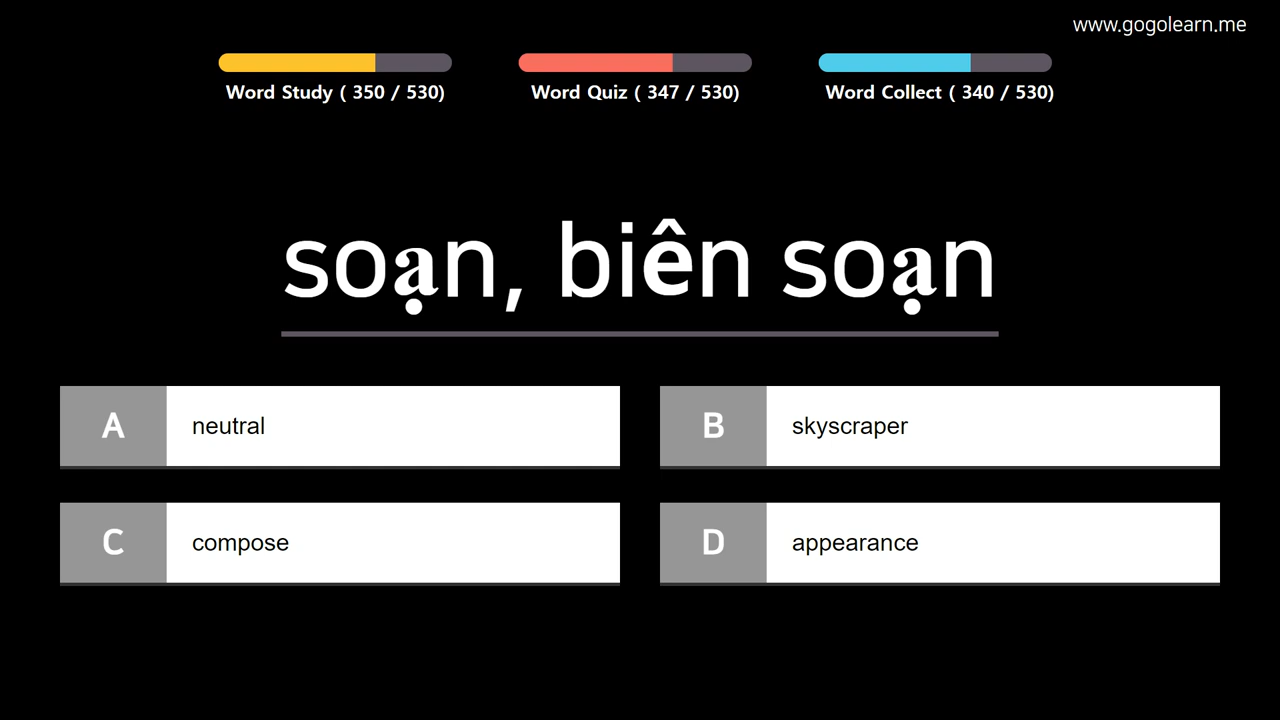 www.gogolearn.me
Word Study ( 350 / 530)
Word Quiz ( 347 / 530)
Word Collect ( 340 / 530)
soạn, biên soạn
A neutral
B skyscraper
C compose
D appearance